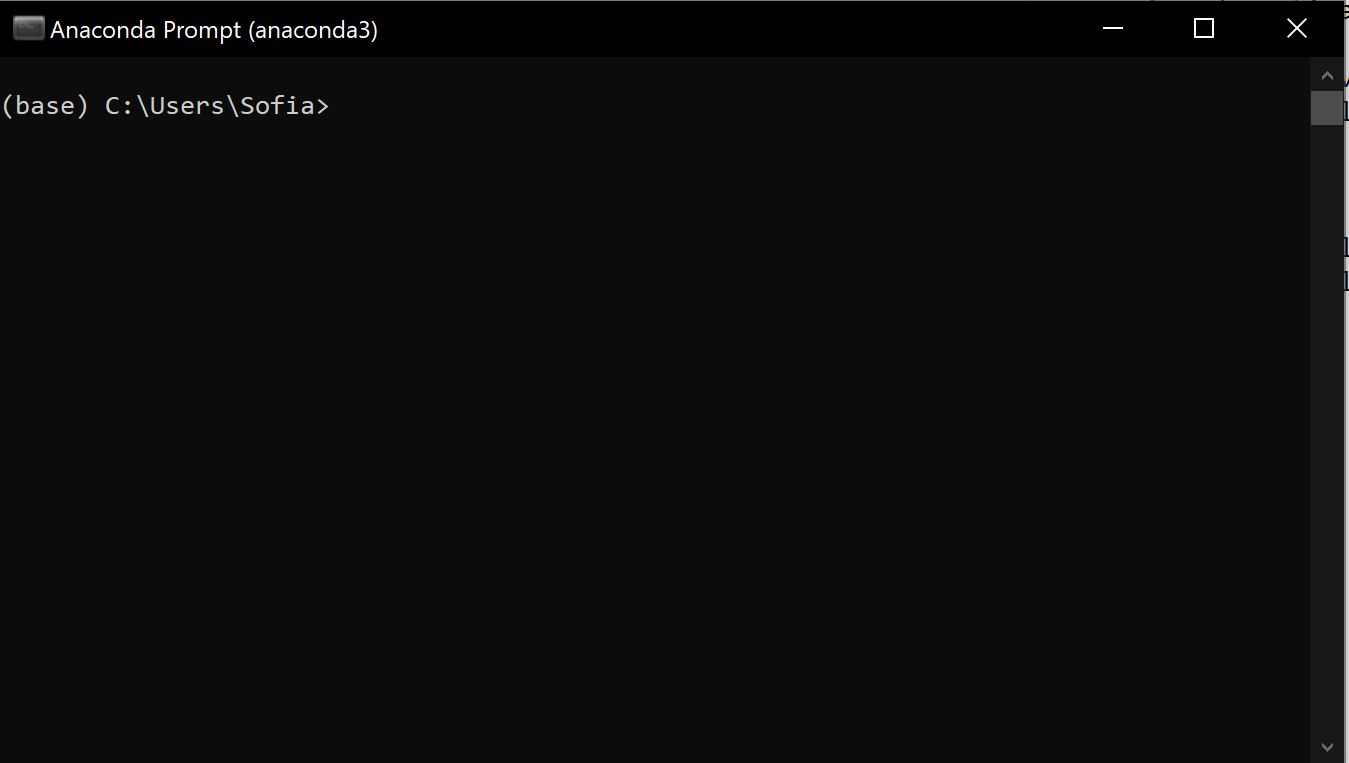 Anaconda Prompt (anaconda3)
(base) C:\Users\Sofia>